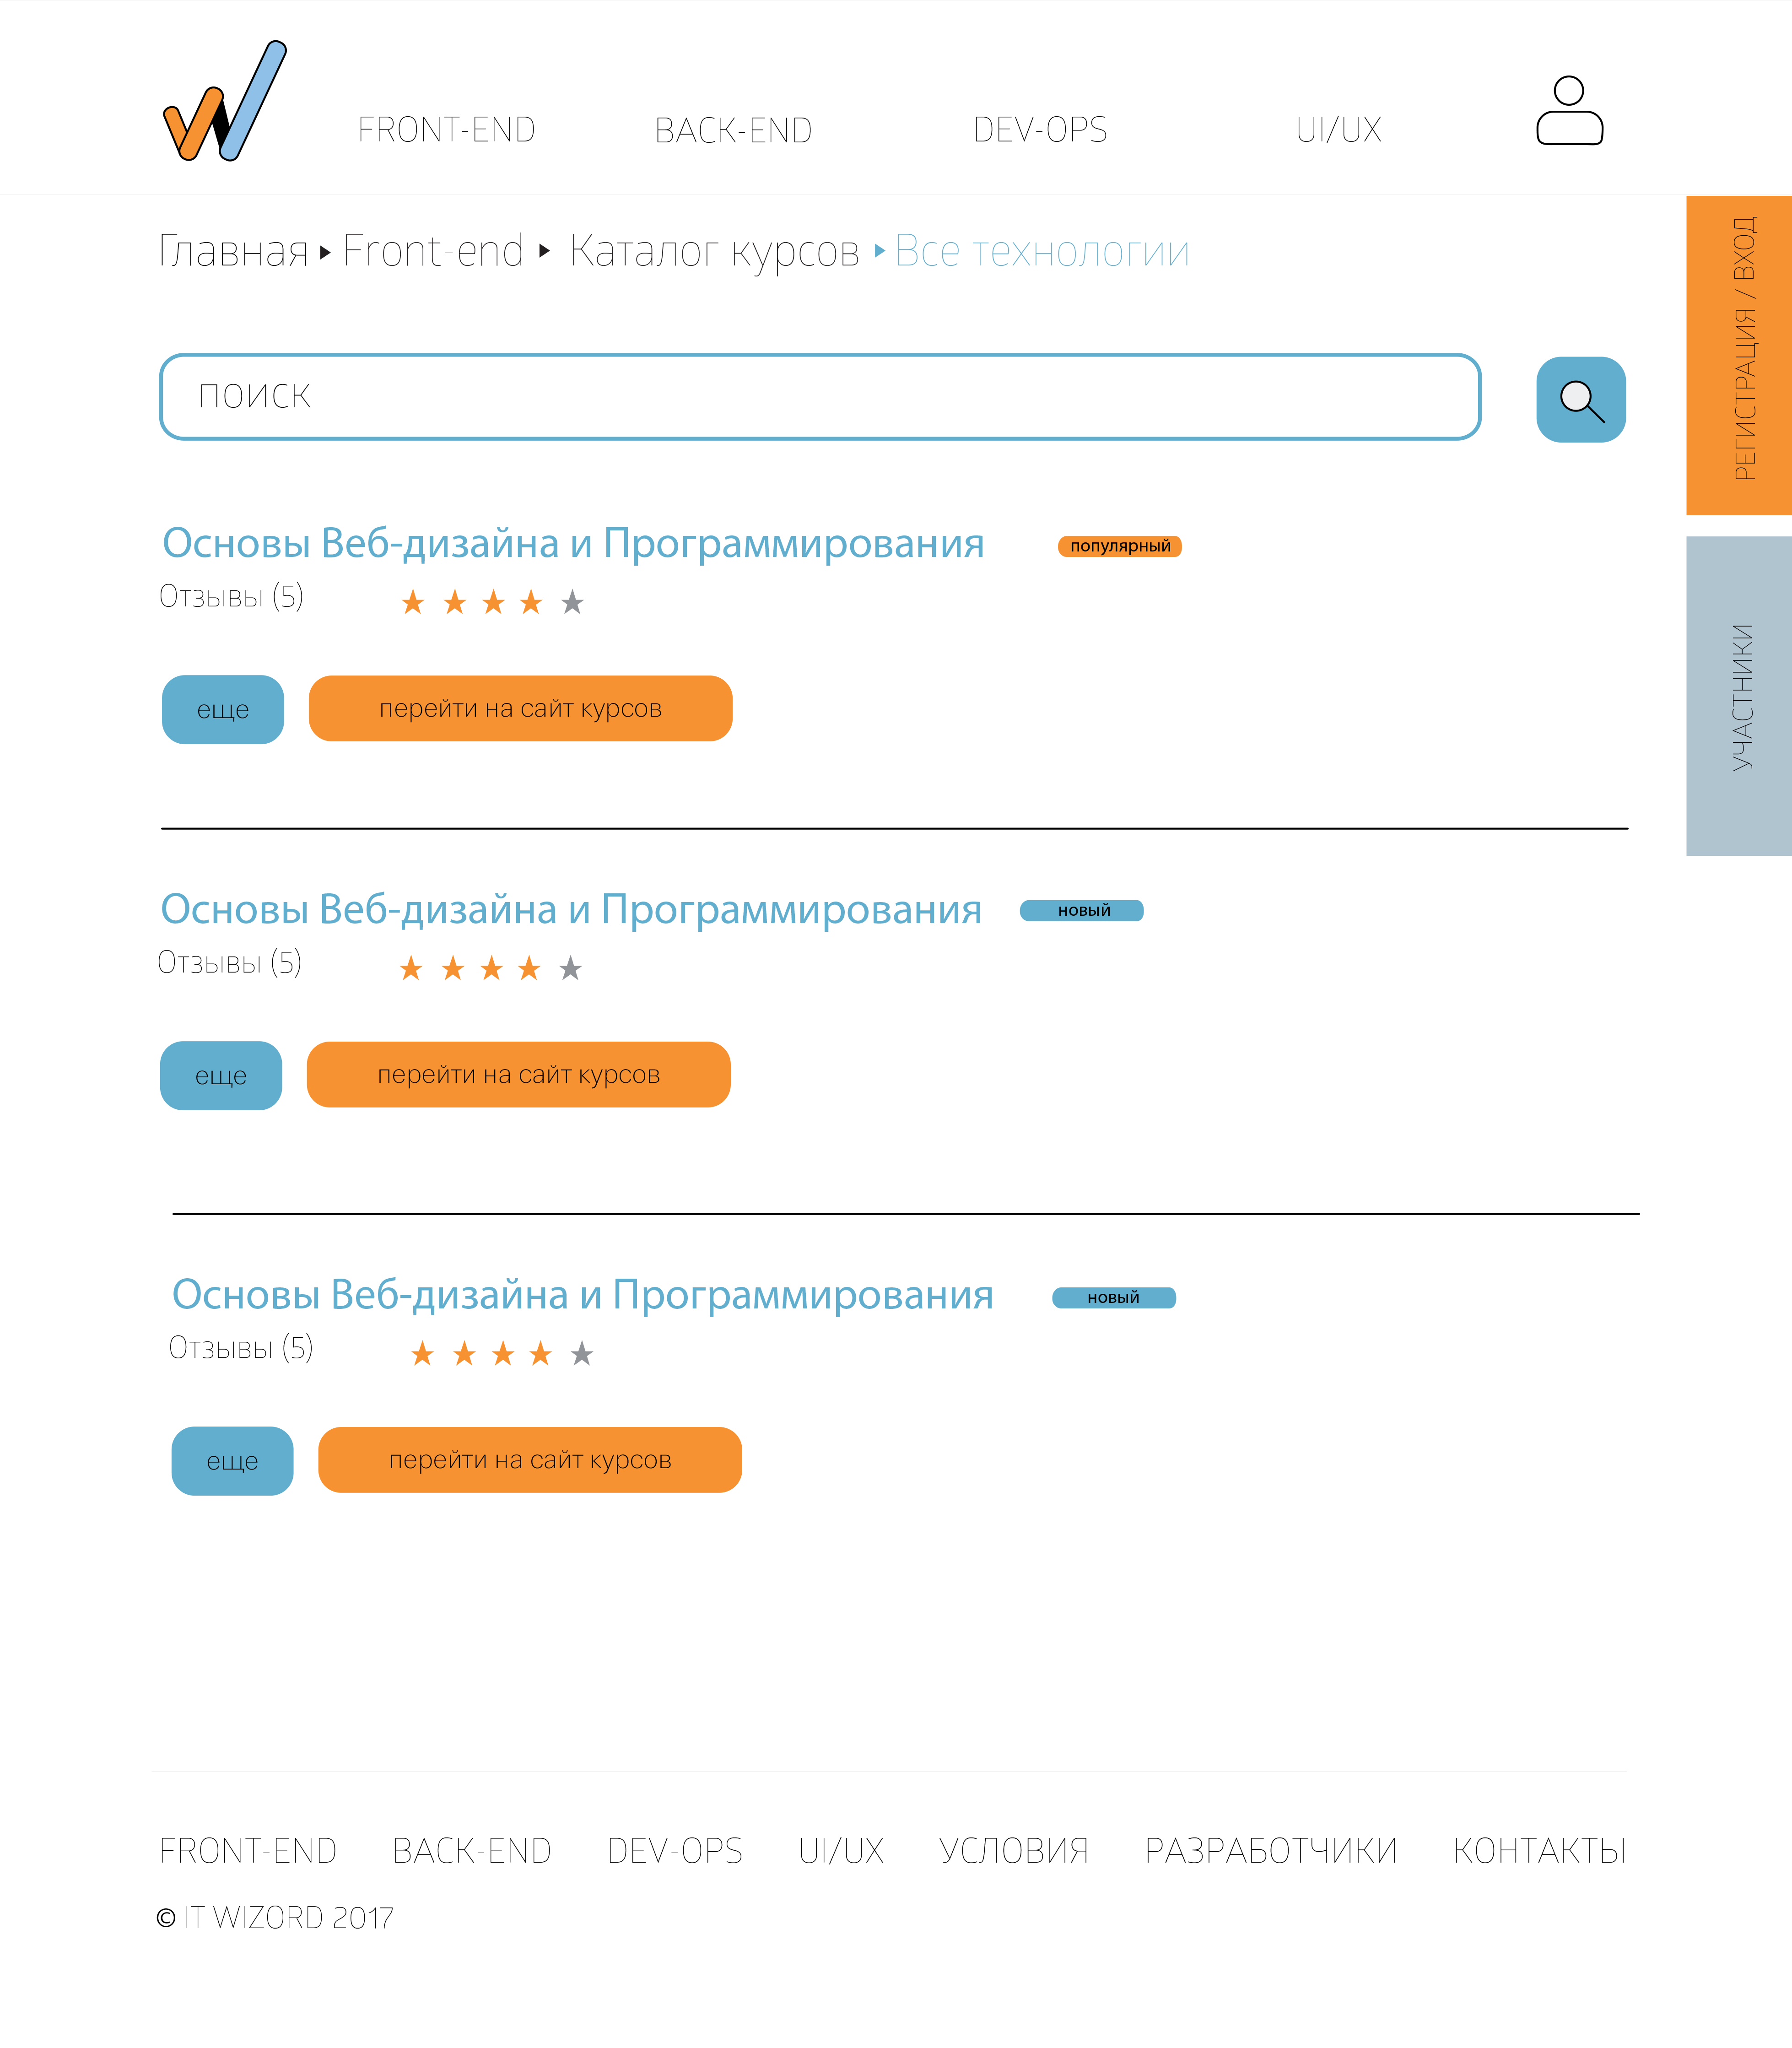 FRONT-END BACK-END DEV-OPS UI/UX
Главная Front-end Каталог курсов Все технологии
РЕГИСТРАЦИЯ / ВХОД
ПОИСК
Основы Веб-дизайна и Программирования популярный
Отзывы (5)
еще перейти на сайт курсов
УЧАСТНИКИ
Основы Веб-дизайна и Программирования новый
Отзывы (5)
еще перейти на сайт курсов
Основы Веб-дизайна и Программирования новый
Отзывы (5)
еще перейти на сайт курсов
FRONT-END BACK-END DEV-OPS UI/UX УСЛОВИЯ РАЗРАБОТЧИКИ КОНТАКТЫ
© IT WIZORD 2017